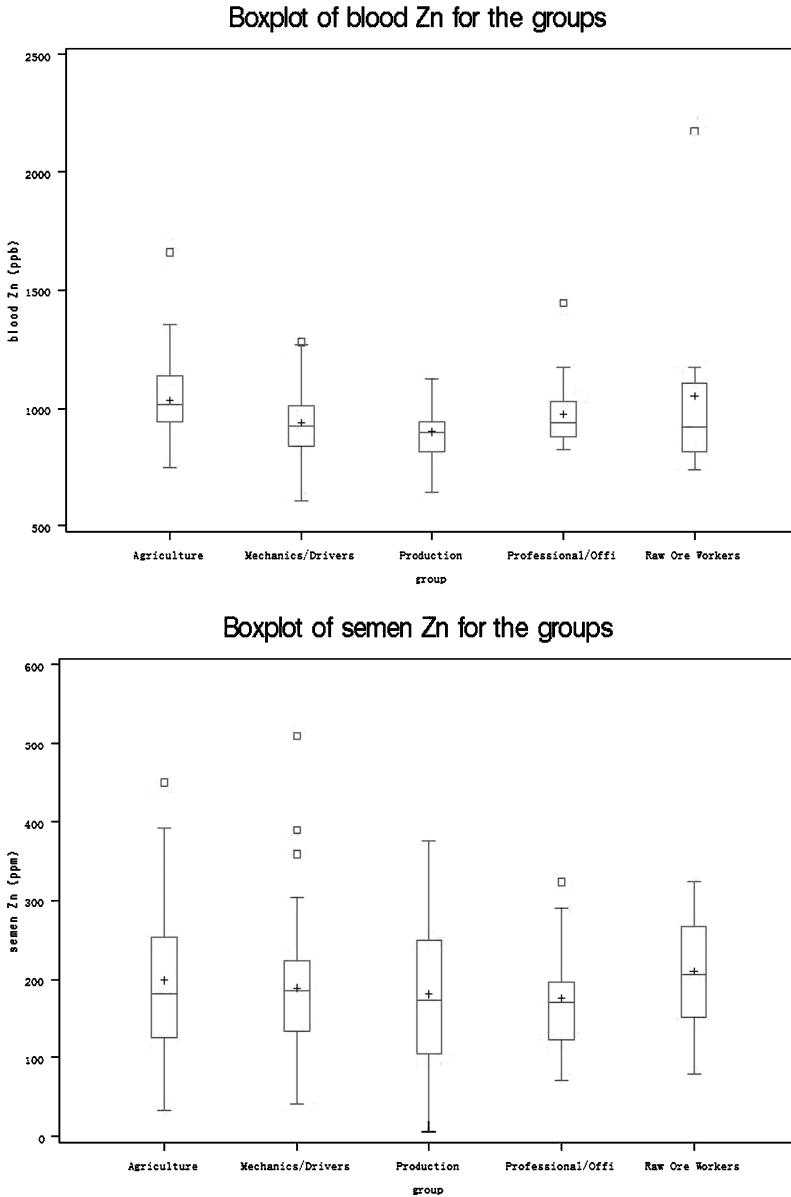 Boxplot of blood Zn for the groups
2500
2000
1500
1000
500
blood Zn (ppb)
Agriculture Mechanics/Drivers Production Professional/Offi Raw Ore Workers
group
Boxplot of semen Zn for the groups
600
500
400
300
200
100
0
semen Zn (ppm)
Agriculture Mechanics/Drivers Production Professional/Offi Raw Ore Workers
group